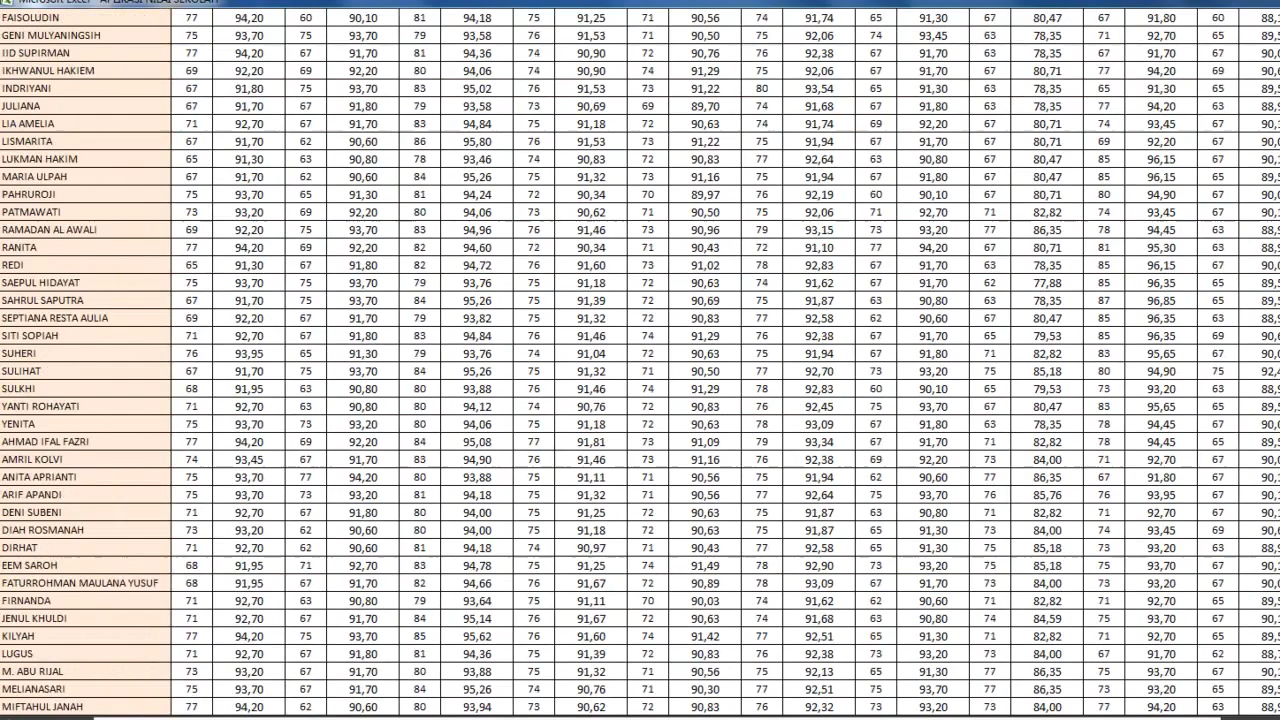 Microsoft Excel - APLIKASI NILAI SEKOLAH
FAISOLUDIN 77 94,20 60 90,10 81 94,18 75 91,25 71 90,56 74 91,74 65 91,30 67 80,47 67 91,80 60
GENI MULYANINGSIH 75 93,70 75 93,70 79 93,58 76 91,53 71 90,50 75 92,06 74 93,45 63 78,35 71 92,70 65
IID SUPIRMAN 77 94,20 67 91,70 81 94,36 74 90,90 72 90,76 76 92,38 67 91,70 63 78,35 67 91,70 67
IKHWANUL HAKIEM 69 92,20 69 92,20 80 94,06 74 90,90 74 91,29 75 92,06 67 91,70 67 80,71 77 94,20 69
INDRIYANI 67 91,80 75 93,70 83 95,02 76 91,53 73 91,22 80 93,54 65 91,30 63 78,35 65 91,30 65
JULIANA 67 91,70 67 91,80 79 93,58 73 90,69 69 89,70 74 91,68 67 91,80 63 78,35 77 94,20 63
LIA AMELIA 71 92,70 67 91,70 83 94,84 75 91,18 72 90,63 74 91,74 69 92,20 67 80,71 74 93,45 67
LISMARITA 67 91,70 62 90,60 86 95,80 76 91,53 73 91,22 75 91,94 67 91,70 67 80,71 69 92,20 67
LUKMAN HAKIM 65 91,30 63 90,80 78 93,46 74 90,83 72 90,83 77 92,64 63 90,80 67 80,47 85 96,15 67
MARIA ULPAH 67 91,70 62 90,60 84 95,26 75 91,32 73 91,16 75 91,94 67 91,80 67 80,47 85 96,15 65
PAHRUROJI 75 93,70 65 91,30 81 94,24 72 90,34 70 89,97 76 92,19 60 90,10 67 80,71 80 94,90 67
PATMAWATI 73 93,20 69 92,20 80 94,06 73 90,62 71 90,50 75 92,06 71 92,70 71 82,82 74 93,45 67
RAMADAN AL AWALI 69 92,20 75 93,70 83 94,96 76 91,46 73 90,96 79 93,15 73 93,20 77 86,35 78 94,45 63
RANITA 77 94,20 69 92,20 82 94,60 72 90,34 71 90,43 72 91,10 77 94,20 67 80,71 81 95,30 63
REDI 65 91,30 67 91,80 82 94,72 76 91,60 73 91,02 78 92,83 67 91,70 63 78,35 85 96,15 67
SAEPUL HIDAYAT 75 93,70 75 93,70 79 93,76 75 91,18 72 90,63 74 91,62 67 91,70 62 77,88 85 96,35 65
SAHRUL SAPUTRA 67 91,70 75 93,70 84 95,26 75 91,39 72 90,69 75 91,87 63 90,80 63 78,35 87 96,85 65
SEPTIANA RESTA AULIA 69 92,20 67 91,70 79 93,82 75 91,32 72 90,83 77 92,58 62 90,60 67 80,47 85 96,35 63
SITI SOPIAH 71 92,70 67 91,80 83 94,84 76 91,46 74 91,29 76 92,38 67 91,70 65 79,53 85 96,35 69
SUHERI 76 93,95 65 91,30 79 93,76 74 91,04 72 90,63 75 91,94 67 91,80 71 82,82 83 95,65 67
SULIHAT 67 91,70 75 93,70 84 95,26 75 91,32 71 90,50 77 92,70 73 93,20 75 85,18 80 94,90 75
SULKHI 68 91,95 63 90,80 80 93,88 76 91,46 74 91,29 78 92,83 60 90,10 65 79,53 73 93,20 63
YANTI ROHAYATI 71 92,70 63 90,80 80 94,12 74 90,76 72 90,83 76 92,45 75 93,70 67 80,47 83 95,65 65
YENITA 75 93,70 73 93,20 80 94,06 75 91,18 72 90,63 78 93,09 67 91,80 63 78,35 78 94,45 67
AHMAD IFAL FAZRI 77 94,20 69 92,20 84 95,08 77 91,81 73 91,09 79 93,34 67 91,70 71 82,82 78 94,45 65
AMRIL KOLVI 74 93,45 67 91,70 83 94,90 76 91,46 73 91,16 76 92,38 69 92,20 73 84,00 71 92,70 67
ANITA APRIANTI 75 93,70 77 94,20 80 93,88 75 91,11 71 90,56 75 91,94 62 90,60 77 86,35 67 91,80 67
ARIF APANDI 75 93,70 73 93,20 81 94,18 75 91,32 71 90,56 77 92,64 75 93,70 76 85,76 76 93,95 67
DENI SUBENI 71 92,70 67 91,80 80 94,00 75 91,25 72 90,63 75 91,87 63 90,80 71 82,82 71 92,70 67
DIAH ROSMANAH 73 93,20 62 90,60 80 94,00 75 91,18 72 90,63 75 91,87 65 91,30 73 84,00 74 93,45 69
DIRHAT 71 92,70 62 90,60 81 94,18 74 90,97 71 90,43 77 92,58 65 91,30 75 85,18 73 93,20 63
EEM SAROH 68 91,95 71 92,70 83 94,78 75 91,25 74 91,49 78 92,90 73 93,20 75 85,18 75 93,70 67
FATURROHMAN MAULANA YUSUF 68 91,95 67 91,70 82 94,66 76 91,67 72 90,89 78 93,09 67 91,70 73 84,00 73 93,20 67
FIRNANDA 71 92,70 63 90,80 79 93,64 75 91,11 70 90,03 74 91,62 62 90,60 71 82,82 71 92,70 65
JENUL KHULDI 71 92,70 67 91,70 84 95,14 76 91,67 72 90,63 74 91,68 63 90,80 74 84,59 75 93,70 67
KILYAH 77 94,20 75 93,70 85 95,62 76 91,60 74 91,42 77 92,51 65 91,30 71 82,82 71 92,70 65
LUGUS 71 92,70 67 91,80 81 94,36 75 91,39 72 90,83 76 92,38 73 93,20 73 84,00 67 91,70 62
M. ABU RIJAL 73 93,20 67 91,70 80 93,88 75 91,32 71 90,56 75 92,13 65 91,30 77 86,35 75 93,70 67
MELIANASARI 75 93,70 67 91,70 84 95,26 74 90,76 71 90,30 77 92,51 75 93,70 77 86,35 73 93,20 65
MIFTAHUL JANAH 77 94,20 62 90,60 80 93,94 73 90,62 72 90,83 76 92,32 73 93,20 73 84,00 77 94,20 63